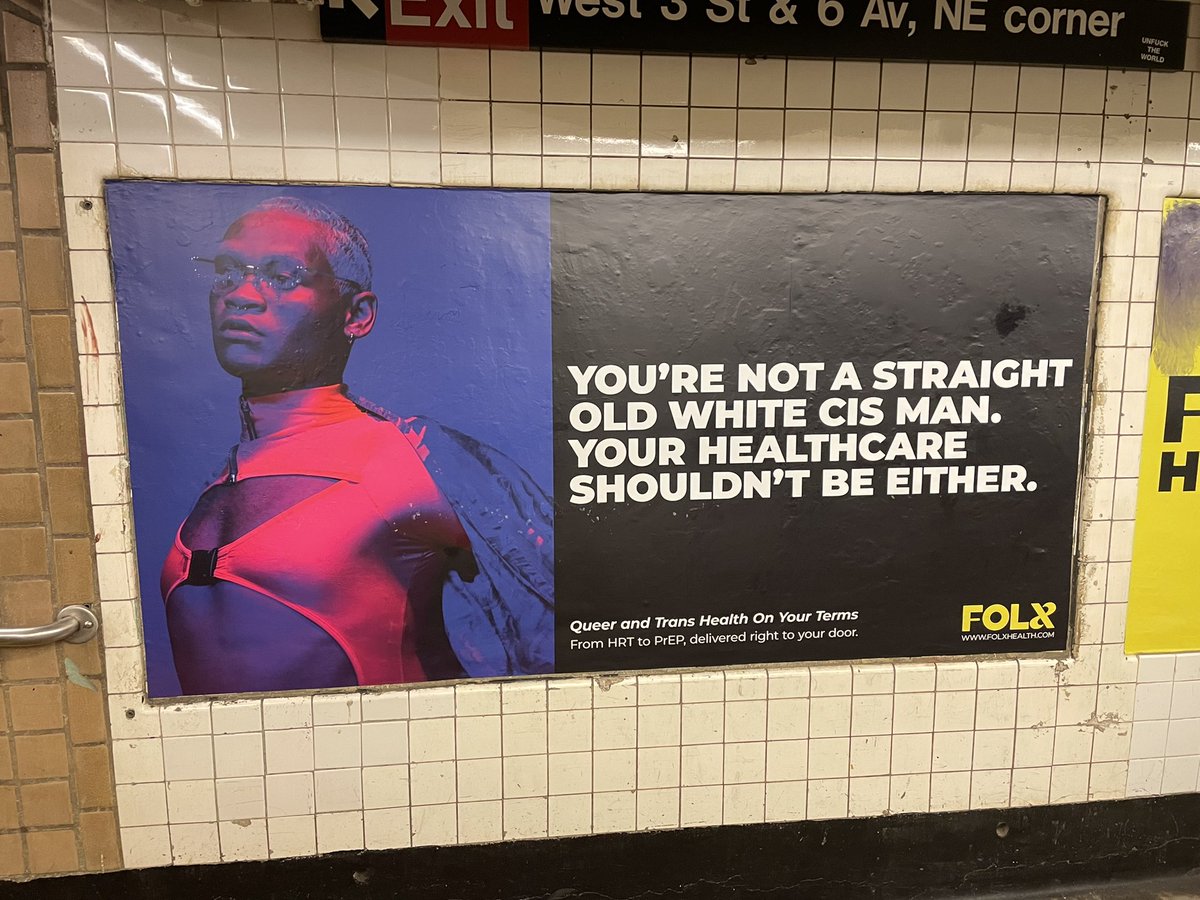 Exit West 3 St & 6 Av, NE corner
UNFUCK
THE
WORLD
YOU'RE NOT A STRAIGHT
OLD WHITE CIS MAN.
YOUR HEALTHCARE
SHOULDN'T BE EITHER.
Queer and Trans Health On Your Terms
From HRT to PrEP, delivered right to your door.
FOLX
WWW.FOLXHEALTH.COM